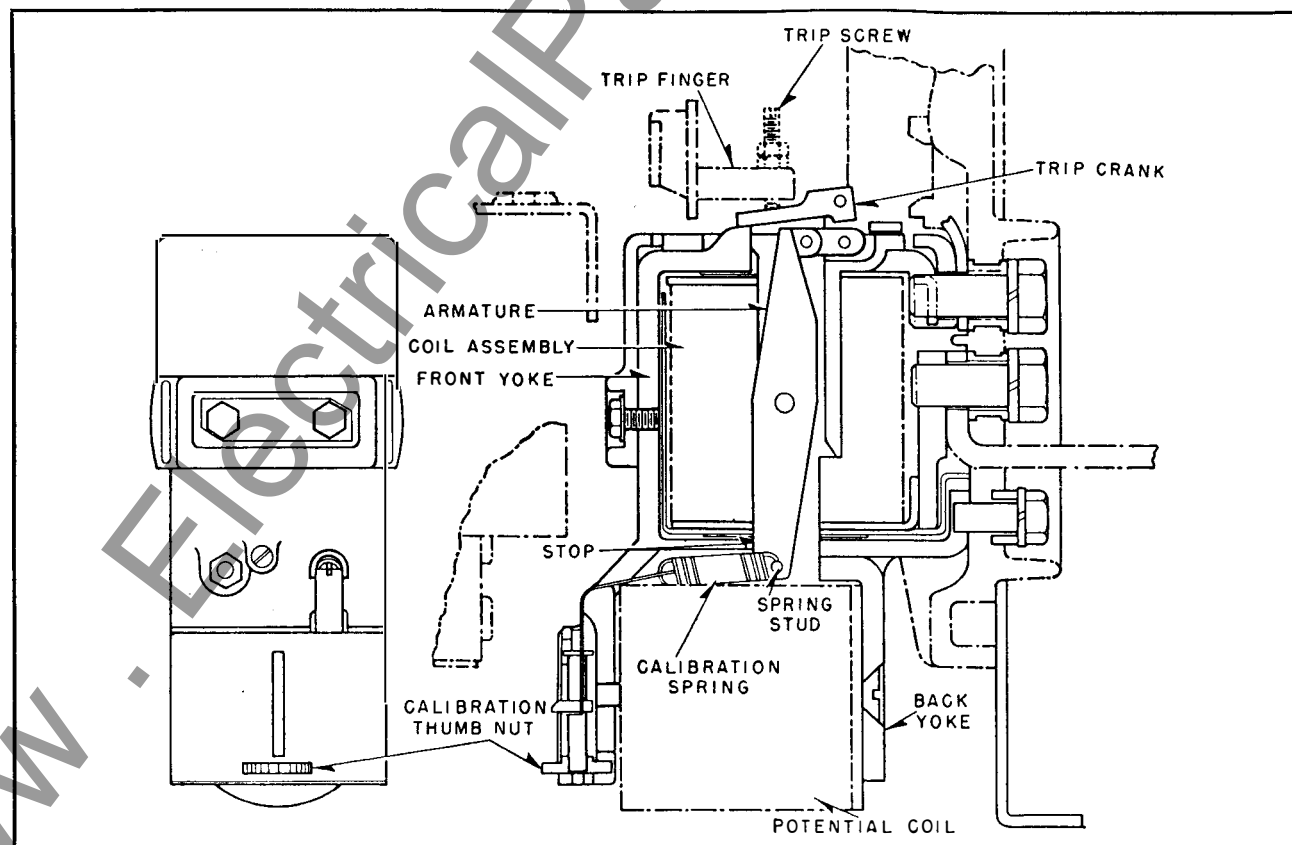 TRIP SCREW
TRIP FINGER
TRIP CRANK
ARMATURE
COIL ASSEMBLY
FRONT YOKE
STOP
SPRING
STUD
CALIBRATION
SPRING
CALIBRATION
THUMB NUT
BACK
YOKE
POTENTIAL COIL
w . ElectricalPa